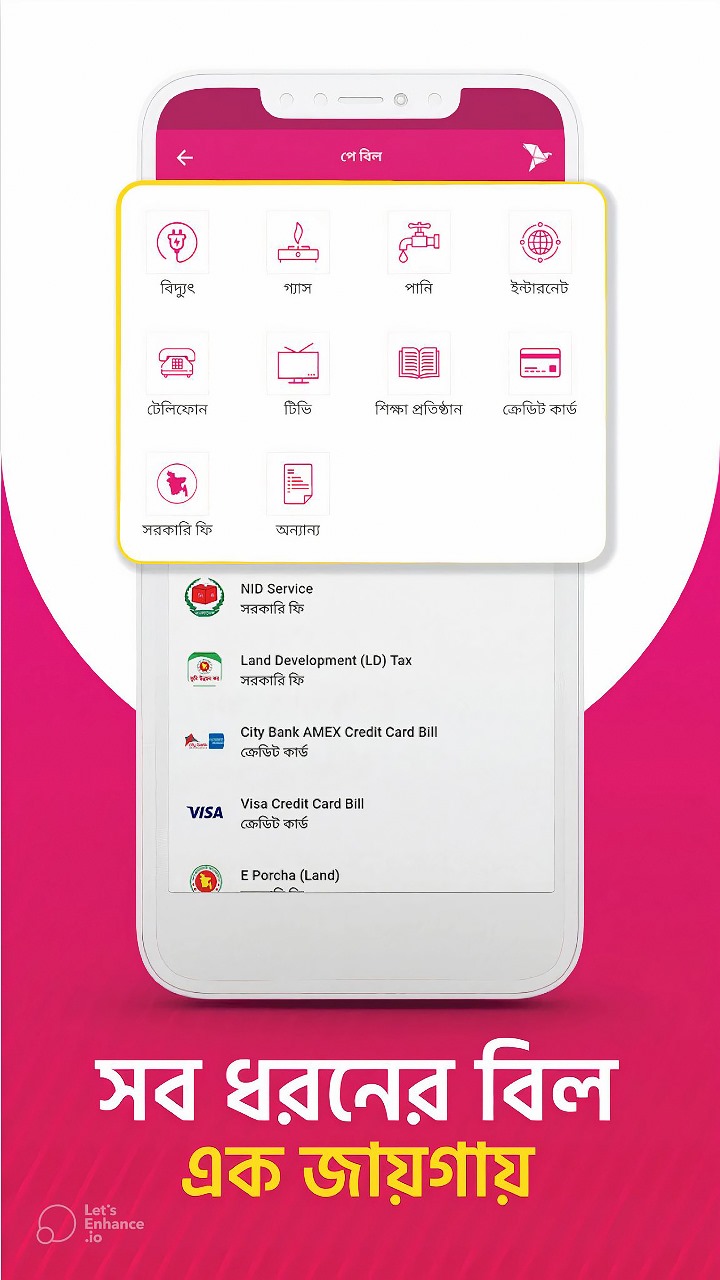 পে বিল
বিদ্যুৎ
গ্যাস
পানি
ইন্টারনেট
টেলিফোন
টিভি
শিক্ষা প্রতিষ্ঠান
ক্রেডিট কার্ড
সরকারি ফি
অন্যান্য
NID Service
সরকারি ফি
Land Development (LD) Tax
সরকারি ফি
City Bank AMEX Credit Card Bill
ক্রেডিট কার্ড
VISA
Visa Credit Card Bill
ক্রেডিট কার্ড
E Porcha (Land)
সব ধরনের বিল
এক জায়গায়
Let's
Enhance
.io